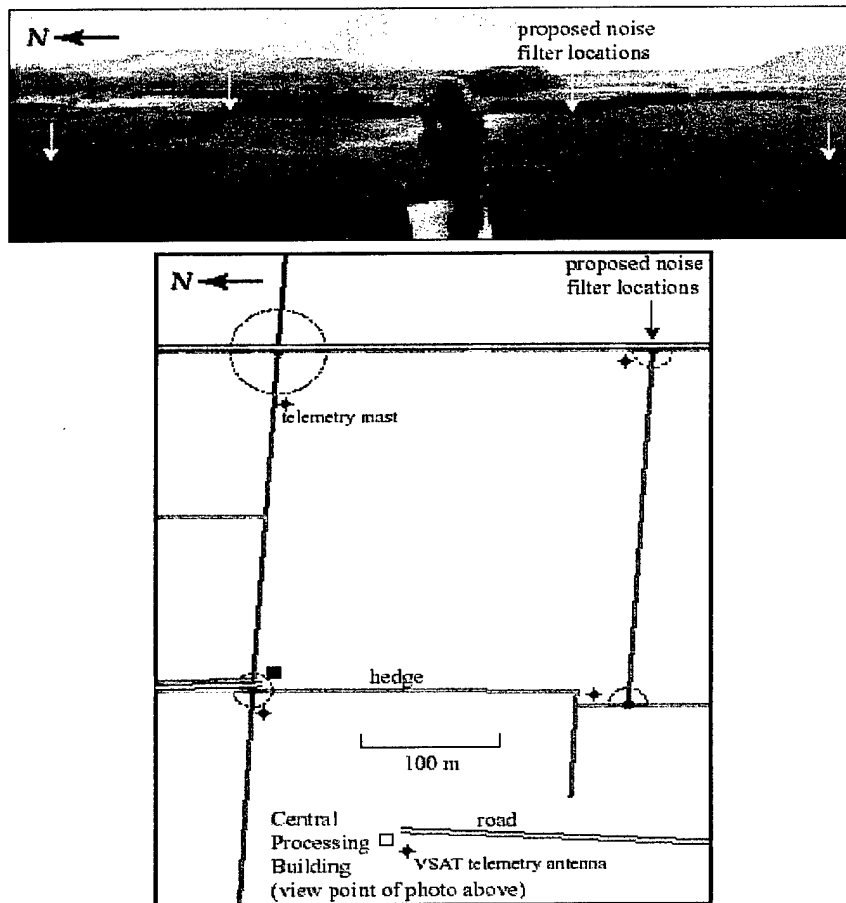 N
proposed noise
filter locations
N
proposed noise
filter locations
telemetry mast
hedge
100 m
Central
Processing
Building
(view point of photo above)
road
VSAT telemetry antenna